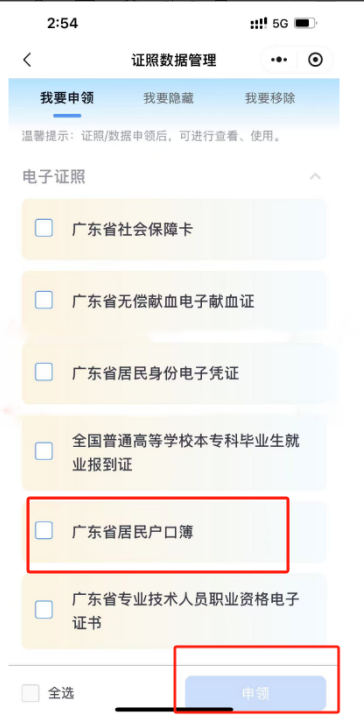 2:54
5G
证照数据管理
我要申领
我要隐藏
我要移除
温馨提示：证照/数据申领后，可进行查看、使用。
电子证照
广东省社会保障卡
广东省无偿献血电子献血证
广东省居民身份电子凭证
全国普通高等学校本专科毕业生就
业报到证
广东省居民户口簿
广东省专业技术人员职业资格电子
证书
全选
申领